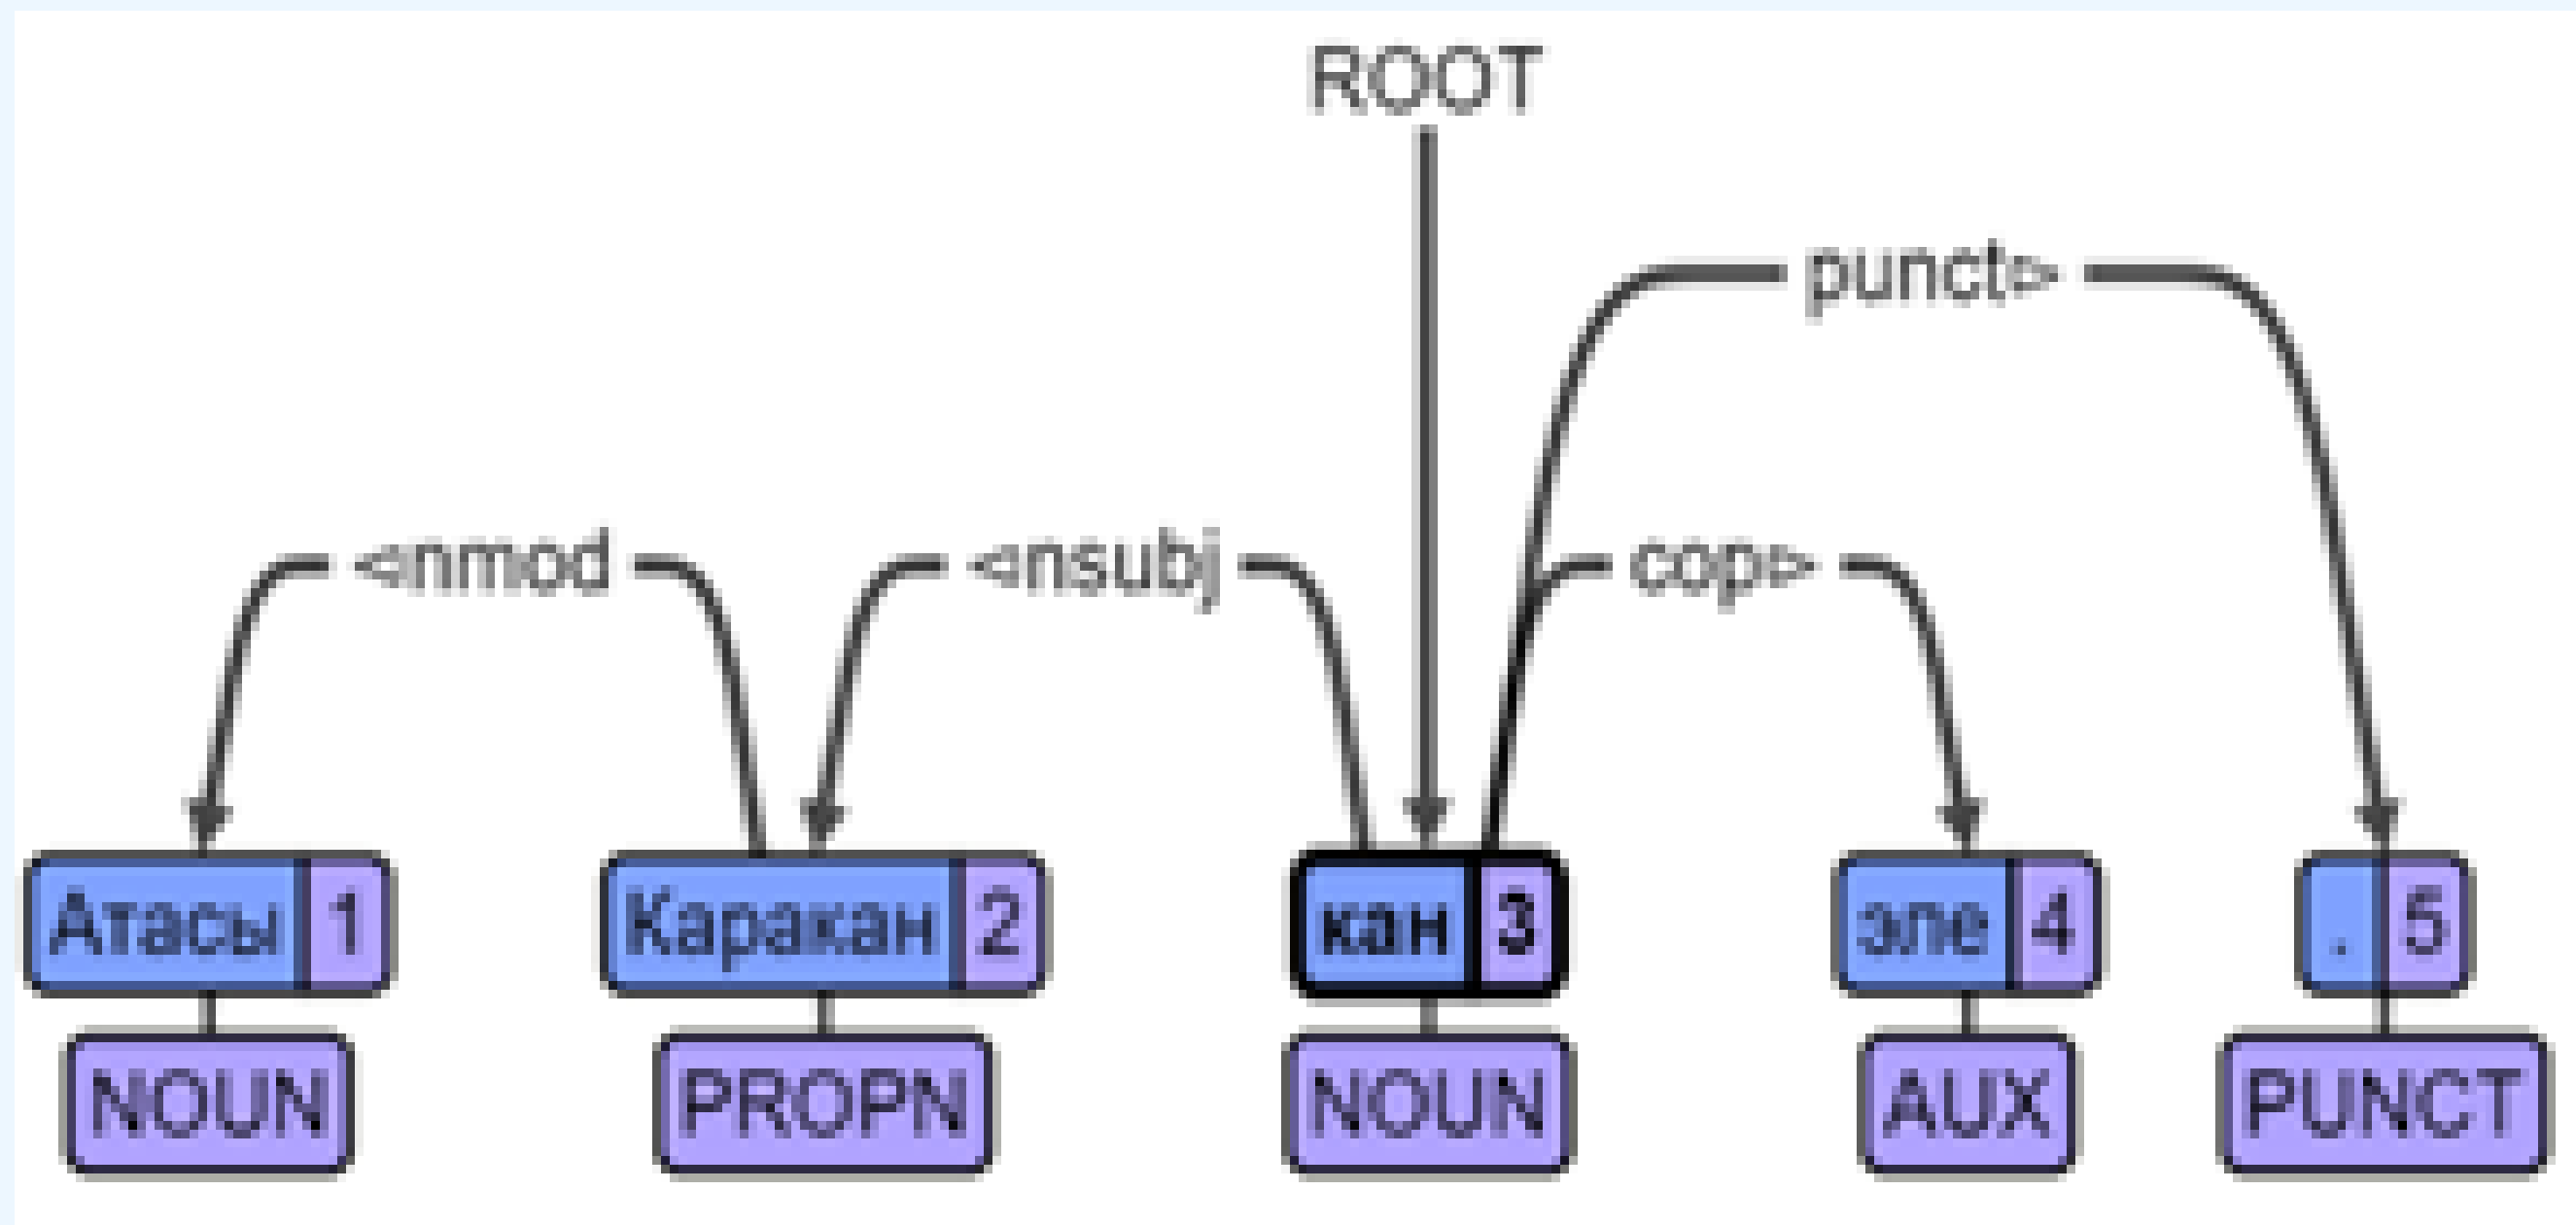 ROOT
punct>
<nmod <nsubj cop>
Атасы 1 Каракан 2 кан 3 эле 4 . 5
NOUN PROPN NOUN AUX PUNCT